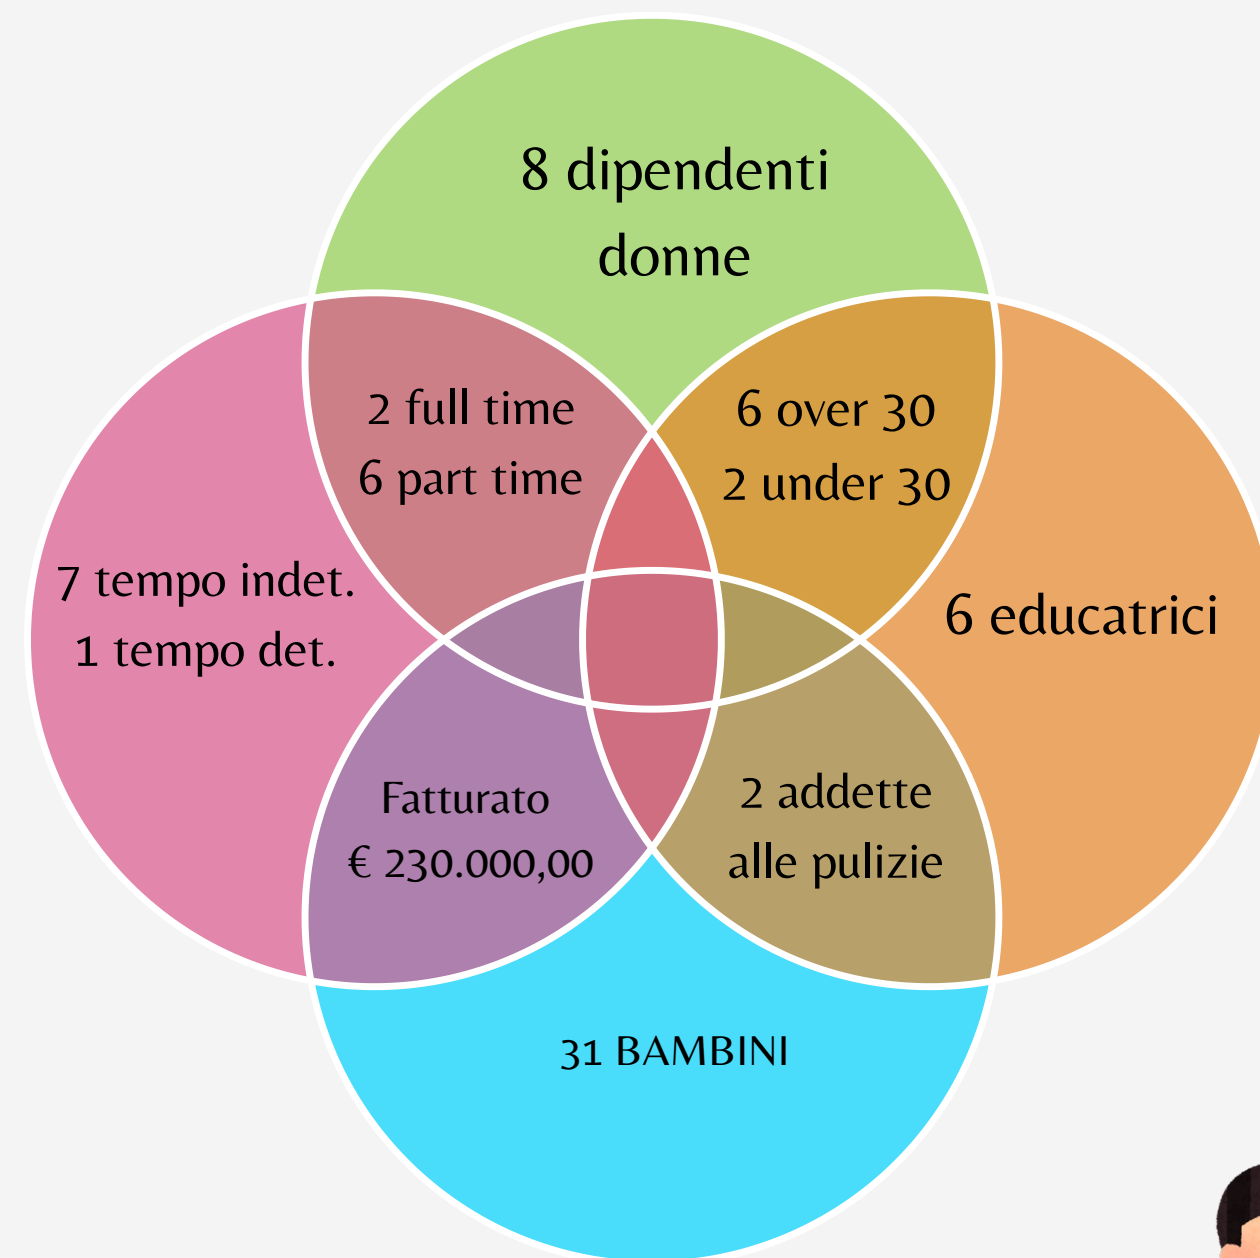 8 dipendenti
donne
2 full time
6 part time
6 over 30
2 under 30
7 tempo indet.
1 tempo det.
6 educatrici
Fatturato
€ 230.000,00
2 addette
alle pulizie
31 BAMBINI